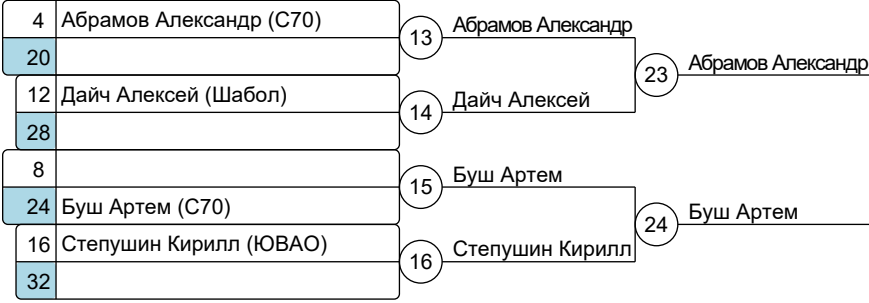 4 Абрамов Александр (С70)
20
13 Абрамов Александр
23 Абрамов Александр
12 Дайч Алексей (Шабол)
28
14 Дайч Алексей
8
24 Буш Артем (С70)
15 Буш Артем
24 Буш Артем
16 Степушин Кирилл (ЮВАО)
32
16 Степушин Кирилл